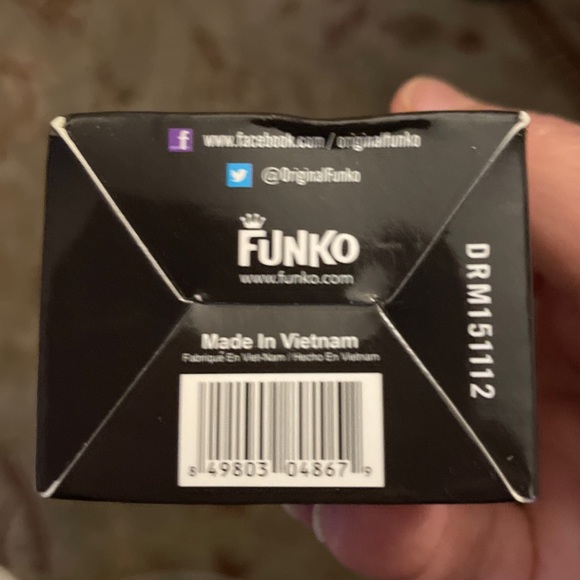 f www.facebook.com/originalfunko
@OriginalFunko
FUNKO
www.funko.com
Made In Vietnam
Fabriqué En Viet-Nam / Hecho En Vietnam
8 49803 04867 9
DRM151112